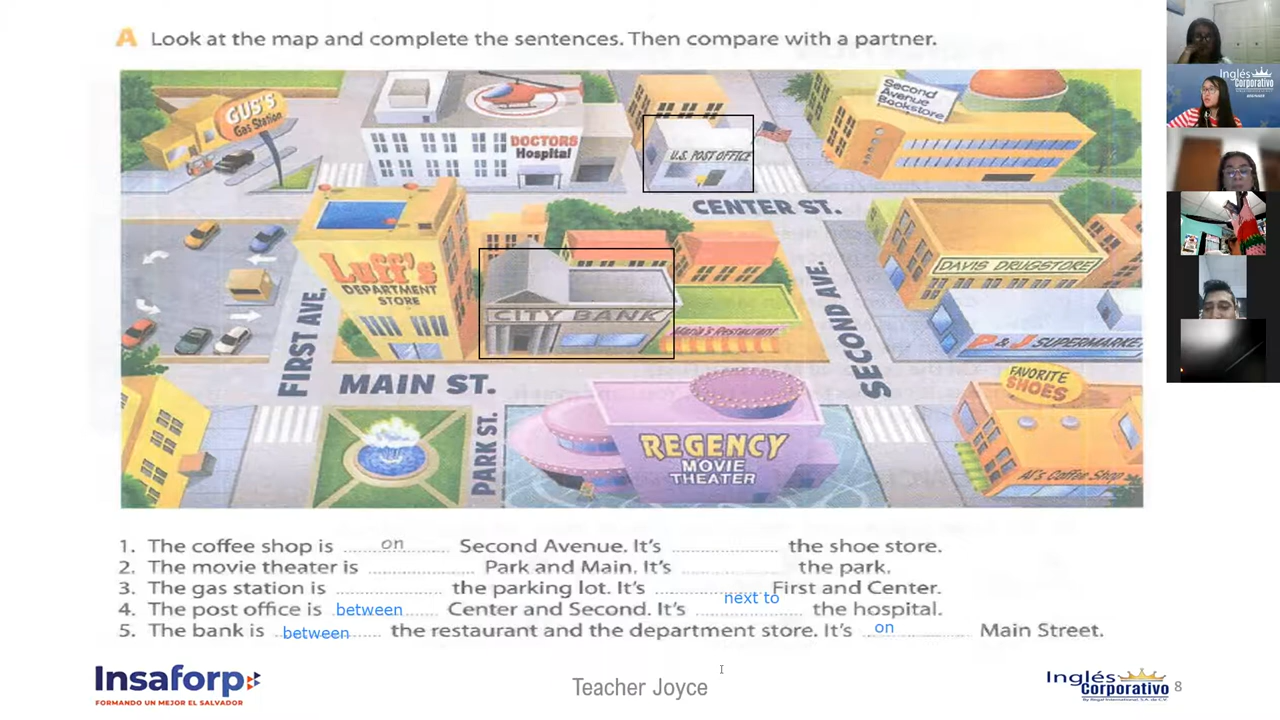 A Look at the map and complete the sentences. Then compare with a partner.
Inglés
Corporativo
GUS'S
Gas Station
DOCTORS
Hospital
U.S. POST OFFICE
Second
Avenue
Bookstore
CENTER ST.
Luff's
DEPARTMENT
STORE
CITY BANK
Maria's Restaurant
DAVIS DRUGSTORE
P & J SUPERMARKET
FIRST AVE.
SECOND AVE.
MAIN ST.
PARK ST.
REGENCY
MOVIE
THEATER
FAVORITE
SHOES
Al's Coffee Shop
1. The coffee shop is on Second Avenue. It's the shoe store.
2. The movie theater is Park and Main. It's the park.
3. The gas station is the parking lot. It's First and Center.
4. The post office is between Center and Second. It's next to the hospital.
5. The bank is between the restaurant and the department store. It's on Main Street.
Insaforp
FORMANDO UN MEJOR EL SALVADOR
Teacher Joyce
Inglés
Corporativo
8